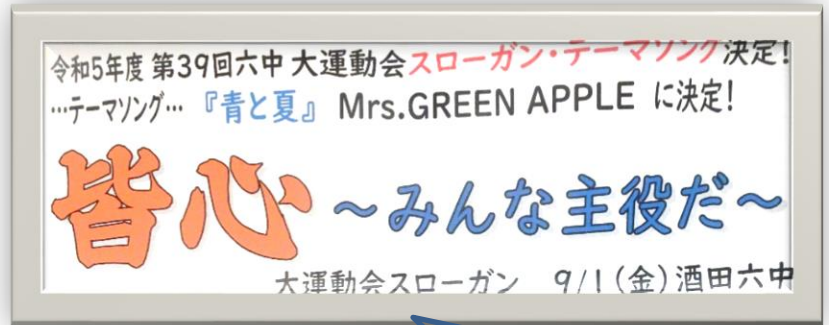 令和5年度 第39回六中 大運動会スローガン・テーマソング決定!
…テーマソング… 『青と夏』 Mrs.GREEN APPLE に決定!
皆心 ~みんな主役だ~
大運動会スローガン 9/1(金)酒田六中